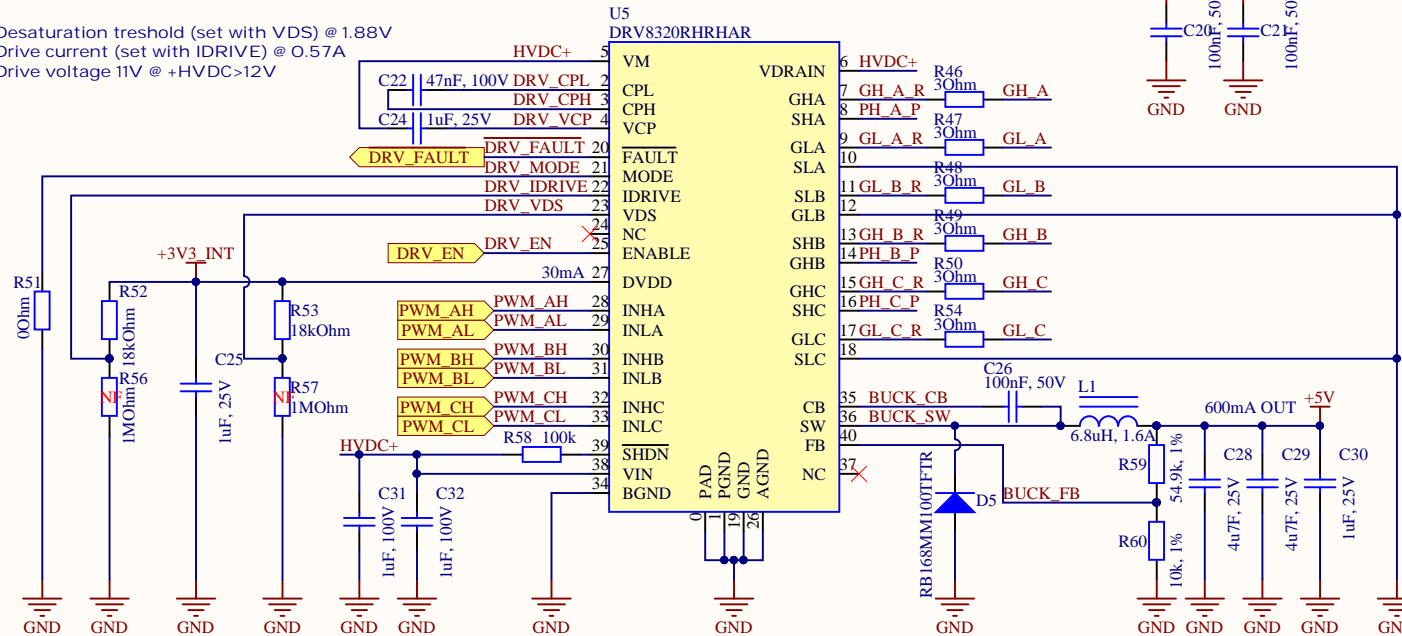 Desaturation treshold (set with VDS) @ 1.88V
Drive current (set with IDRIVE) @ 0.57A
Drive voltage 11V @ +HVDC>12V
U5
DRV8320RHRHAR
HVDC+ 5 VM
C22 47nF, 100V DRV_CPL 2 CPL
DRV_CPH 3 CPH
C24 1uF, 25V DRV_VCP 4 VCP
DRV_FAULT DRV_FAULT 20 FAULT
DRV_MODE 21 MODE
DRV_IDRIVE 22 IDRIVE
DRV_VDS 23 VDS
24 NC
DRV_EN DRV_EN 25 ENABLE
+3V3_INT
30mA 27 DVDD
PWM_AH PWM_AH 28 INHA
PWM_AL PWM_AL 29 INLA
PWM_BH PWM_BH 30 INHB
PWM_BL PWM_BL 31 INLB
PWM_CH PWM_CH 32 INHC
PWM_CL PWM_CL 33 INLC
HVDC+ R58 100k 39 SHDN
38 VIN
34 BGND
R51
0Ohm
R52
18kOhm
R53
18kOhm
R56
NF
1MOhm
R57
NF
1MOhm
C25
1uF, 25V
C31
1uF, 100V
C32
1uF, 100V
PAD PGND GND AGND
0 1 19 26
VDRAIN 6 HVDC+
R46
3Ohm
GHA 7 GH_A_R GH_A
SHA 8 PH_A_P
R47
3Ohm
GLA 9 GL_A_R GL_A
SLA 10
R48
3Ohm
SLB 11 GL_B_R GL_B
GLB 12
R49
3Ohm
SHB 13 GH_B_R GH_B
GHB 14 PH_B_P
R50
3Ohm
GHC 15 GH_C_R GH_C
SHC 16 PH_C_P
R54
3Ohm
GLC 17 GL_C_R GL_C
SLC 18
CB 35 BUCK_CB
SW 36 BUCK_SW
FB 40
NC 37
C26
100nF, 50V
L1
6.8uH, 1.6A
600mA OUT
+5V
R59
54.9k, 1%
BUCK_FB
R60
10k, 1%
D5
RB168MM100TFTR
C28
4u7F, 25V
C29
4u7F, 25V
C30
1uF, 25V
C20
100nF, 50
C21
100nF, 50
GND GND
GND GND GND GND GND GND GND GND GND GND GND GND GND